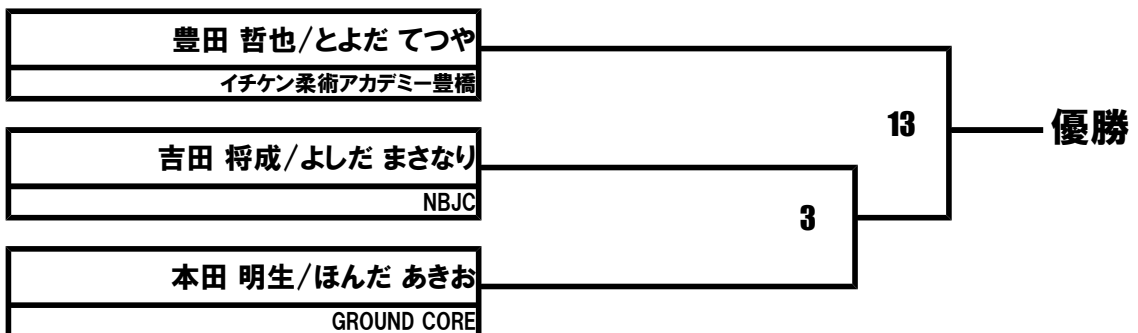 豊田 哲也/とよだ てつや
イチケン柔術アカデミー豊橋
13
優勝
吉田 将成/よしだ まさなり
NBJC
3
本田 明生/ほんだ あきお
GROUND CORE